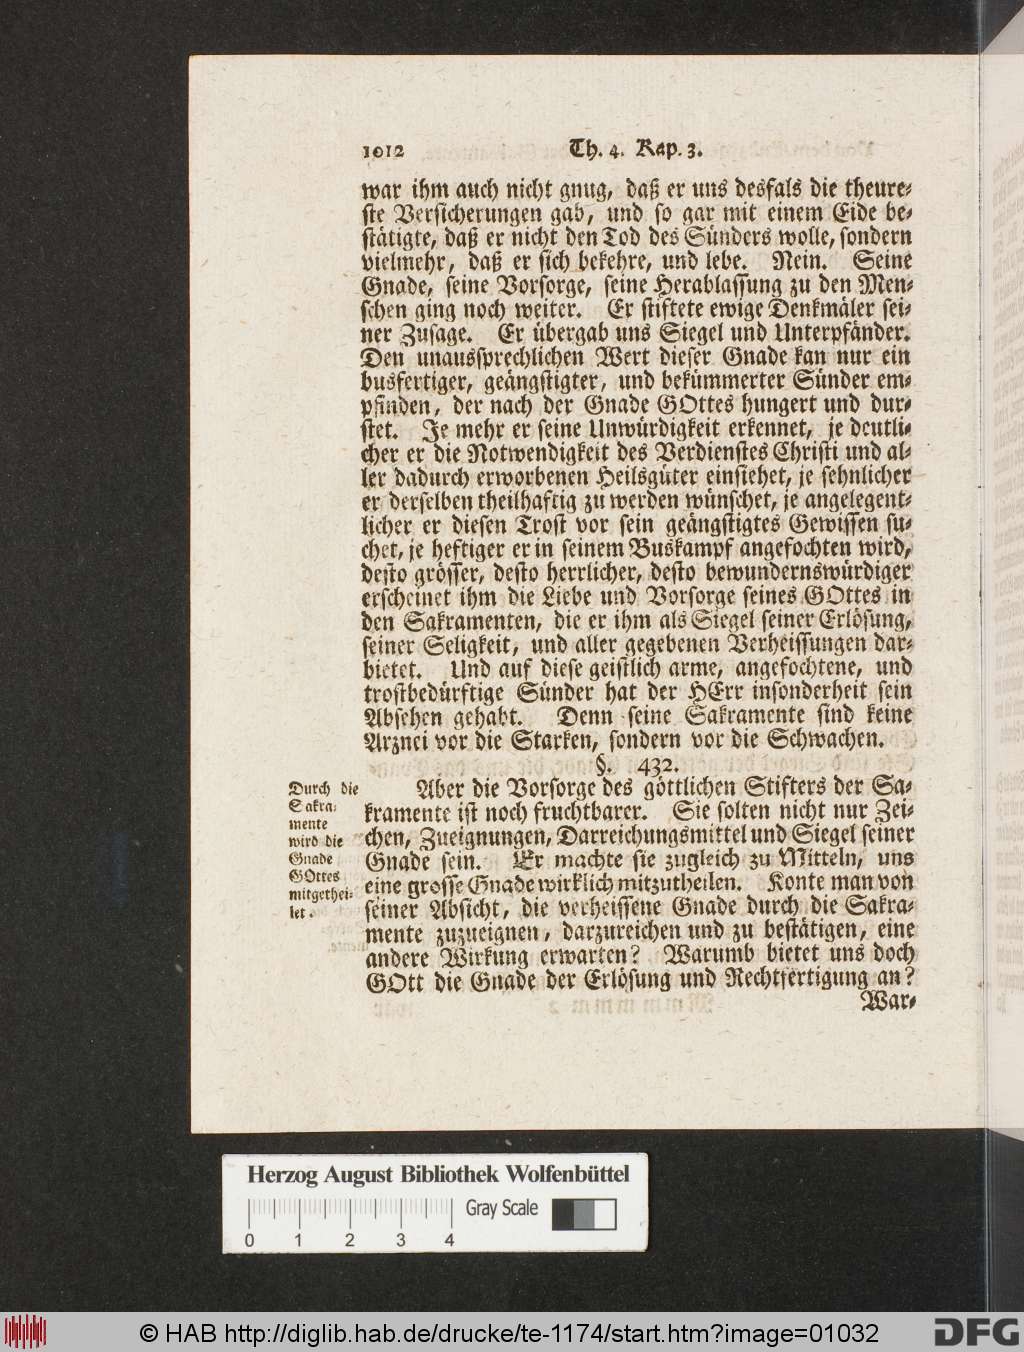 1012 Th. 4. Kap. 3.
war ihm auch nicht gnug, daß er uns desfals die theure-
ste Versicherungen gab, und so gar mit einem Eide be-
stätigte, daß er nicht den Tod des Sünders wolle, sondern
vielmehr, daß er sich bekehre, und lebe. Nein. Seine
Gnade, seine Vorsorge, seine Herablassung zu den Men-
schen ging noch weiter. Er stiftete ewige Denkmäler sei-
ner Zusage. Er übergab uns Siegel und Unterpfänder.
Den unaussprechlichen Wert dieser Gnade kan nur ein
busfertiger, geängstigter, und bekümmerter Sünder em-
pfinden, der nach der Gnade GOttes hungert und dur-
stet. Je mehr er seine Unwürdigkeit erkennet, je deutli-
cher er die Notwendigkeit des Verdienstes Christi und al-
ler dadurch erworbenen Heilsgüter einsiehet, je sehnlicher
er derselben theilhaftig zu werden wünschet, je angelegent-
licher er diesen Trost vor sein geängstigtes Gewissen su-
chet, je heftiger er in seinem Buskampf angefochten wird,
desto grösser, desto herrlicher, desto bewundernswürdiger
erscheinet ihm die Liebe und Vorsorge seines GOttes in
den Sakramenten, die er ihm als Siegel seiner Erlösung,
seiner Seligkeit, und aller gegebenen Verheissungen dar-
bietet. Und auf diese geistlich arme, angefochtene, und
trostbedürftige Sünder hat der HErr insonderheit sein
Absehen gehabt. Denn seine Sakramente sind keine
Arznei vor die Starken, sondern vor die Schwachen.
§. 432.
Durch die
Sakra-
mente
wird die
Gnade
GOttes
mitgethei-
let.
Aber die Vorsorge des göttlichen Stifters der Sa-
kramente ist noch fruchtbarer. Sie solten nicht nur Zei-
chen, Zueignungen, Darreichungsmittel und Siegel seiner
Gnade sein. Er machte sie zugleich zu Mitteln, uns
eine grosse Gnade wirklich mitzutheilen. Konte man von
seiner Absicht, die verheissene Gnade durch die Sakra-
mente zuzueignen, darzureichen und zu bestätigen, eine
andere Wirkung erwarten? Warumb bietet uns doch
GOtt die Gnade der Erlösung und Rechtfertigung an?
War-
Herzog August Bibliothek Wolfenbüttel
Gray Scale
0 1 2 3 4
© HAB http://diglib.hab.de/drucke/te-1174/start.htm?image=01032
DFG